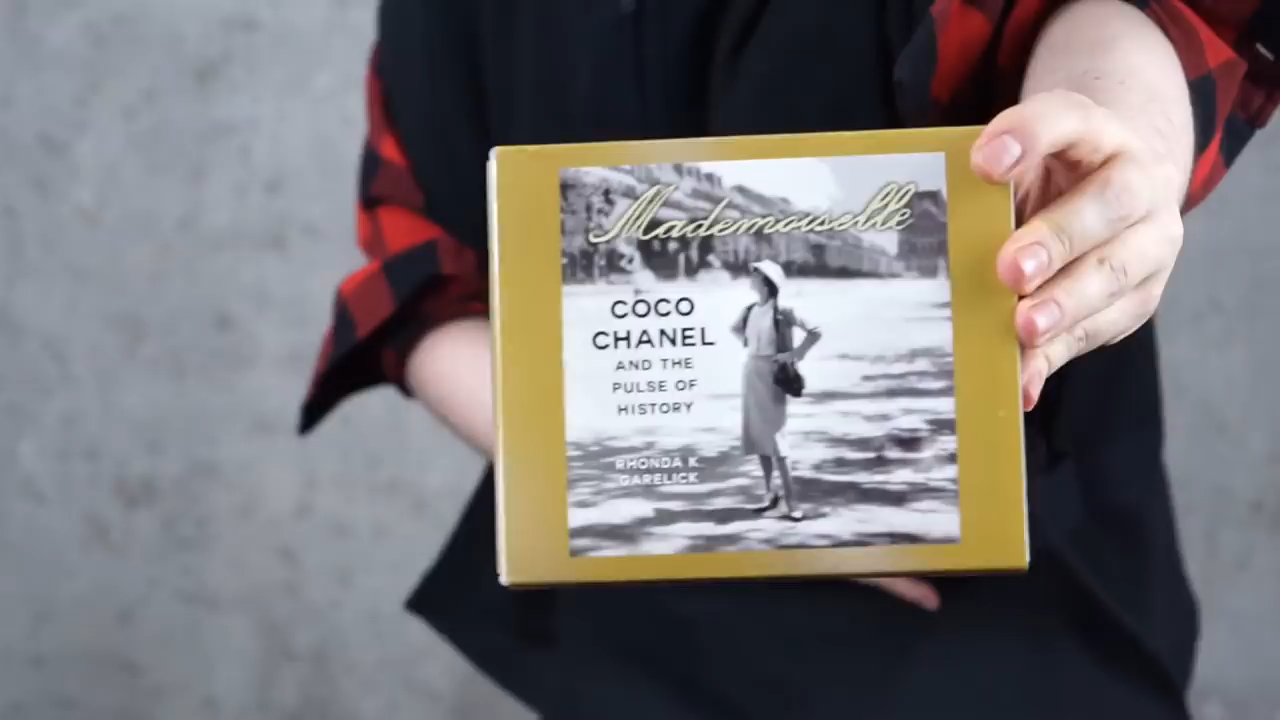 Mademoiselle
COCO
CHANEL
AND THE
PULSE OF
HISTORY
RHONDA K.
GARELICK